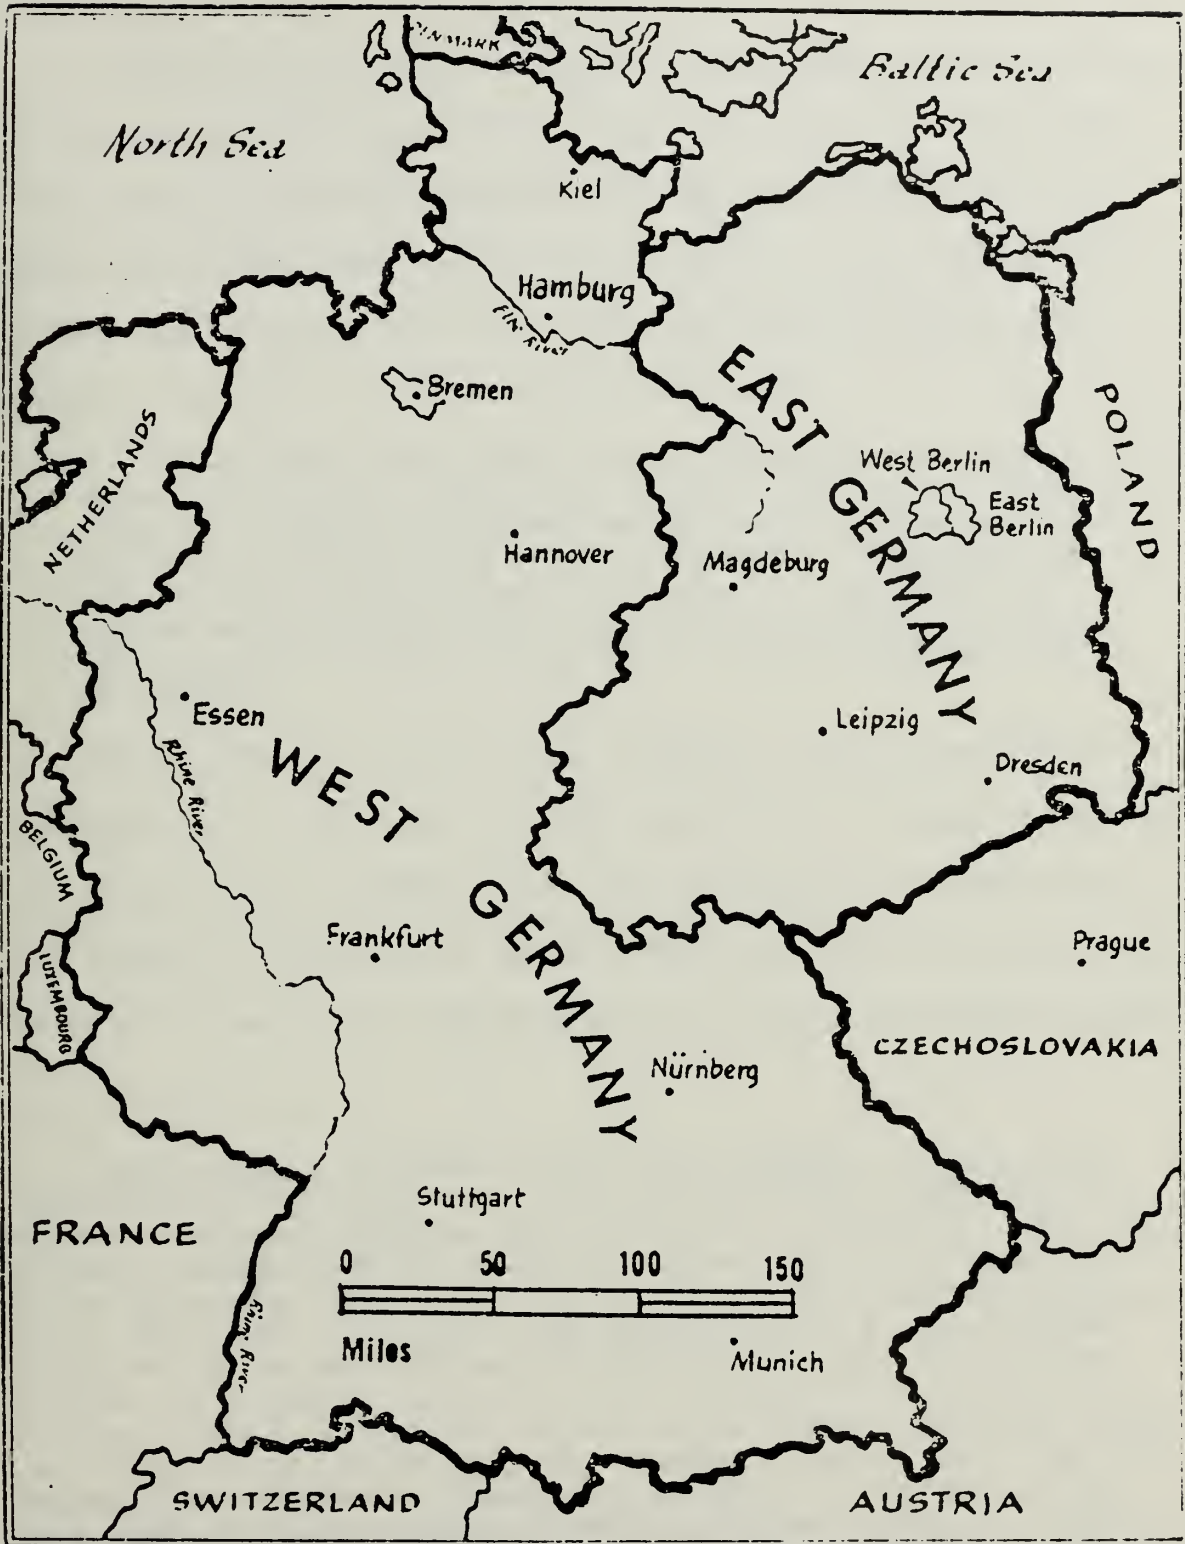 DENMARK
Baltic Sea
North Sea
Kiel
Hamburg
River
Bremen
EAST GERMANY
POLAND
NETHERLANDS
West Berlin
East
Berlin
Hannover
Magdeburg
Essen
Rhine River
WEST GERMANY
Leipzig
Dresden
BELGIUM
Frankfurt
LUXEMBOURG
Prague
CZECHOSLOVAKIA
Nürnberg
Stuttgart
FRANCE
0 50 100 150
Miles
River
Munich
SWITZERLAND
AUSTRIA